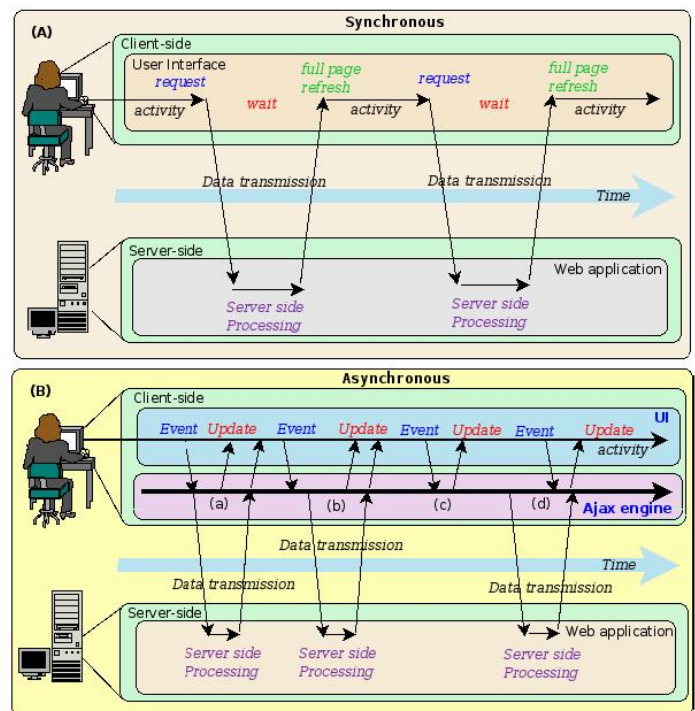 Synchronous
(A)
Client-side
User Interface
request
full page
refresh
request
full page
refresh
activity
wait
activity
wait
activity
Data transmission
Data transmission
Time
Server-side
Web application
Server side
Processing
Server side
Processing
Asynchronous
(B)
Client-side
UI
Event
Update
Event
Update
Event
Update
Event
Update
activity
(a)
(b)
(c)
(d)
Ajax engine
Data transmission
Time
Data transmission
Data transmission
Server-side
Web application
Server side
Processing
Server side
Processing
Server side
Processing